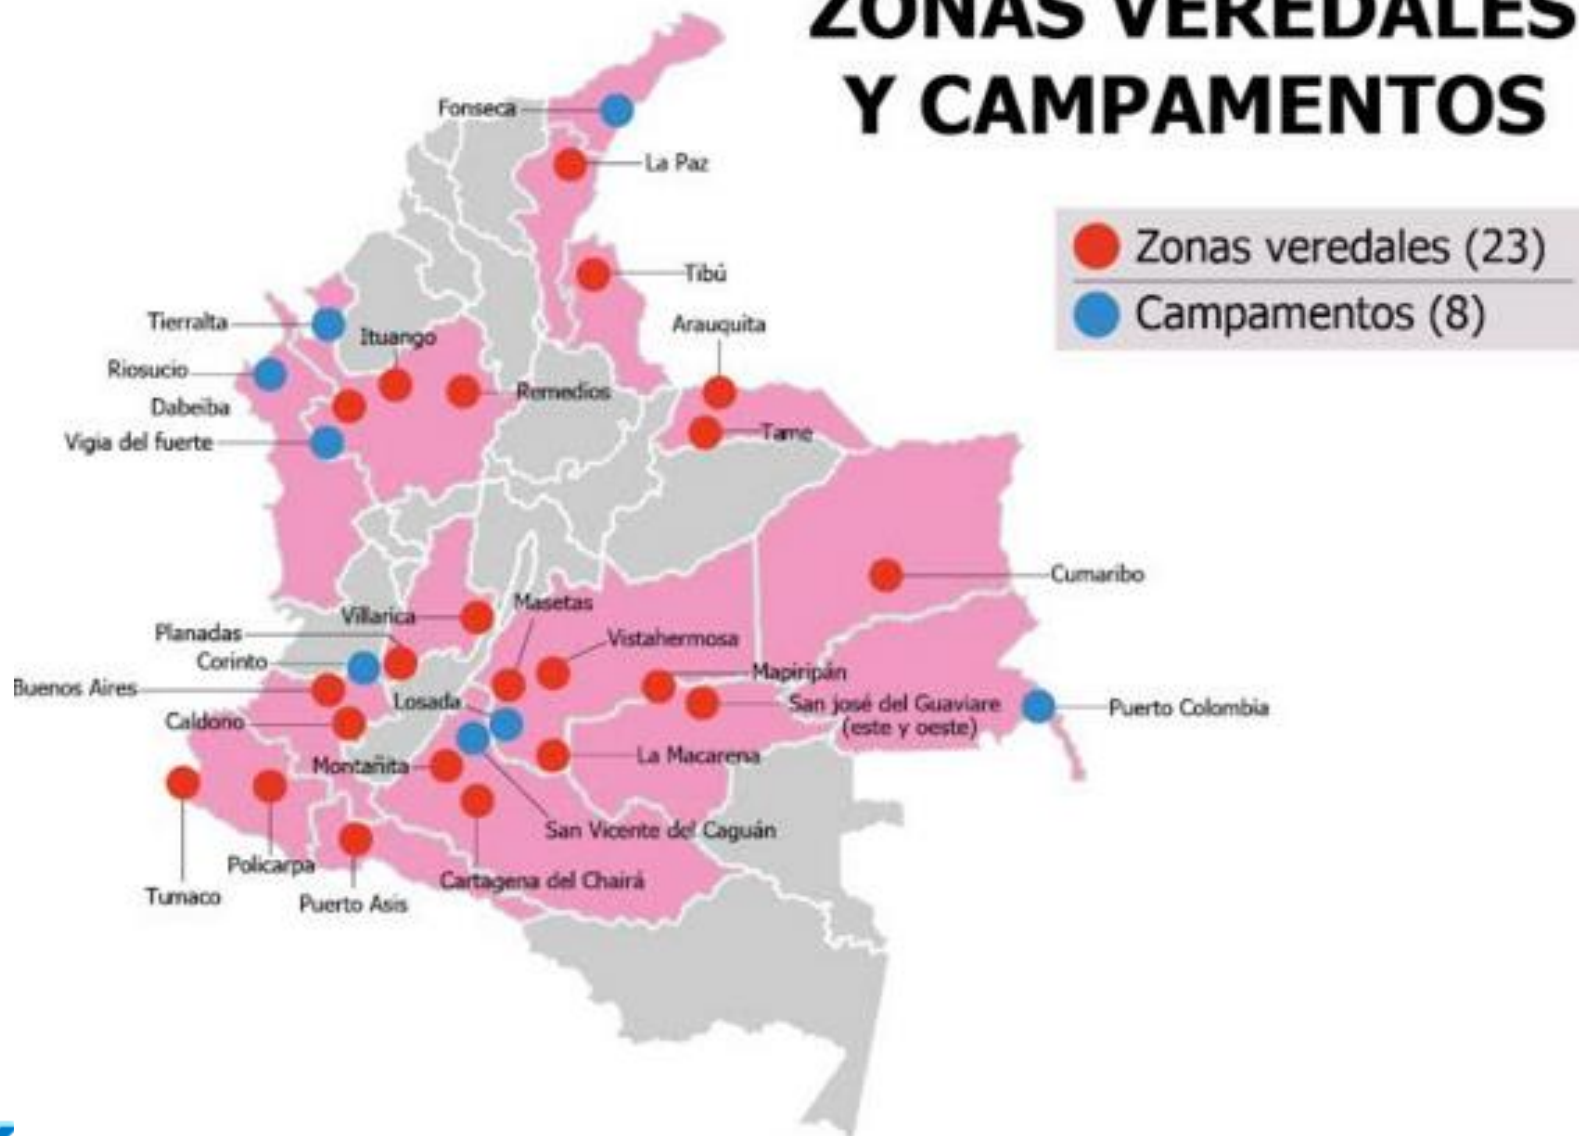 ZONAS VEREDALES
Y CAMPAMENTOS
Zonas veredales (23)
Campamentos (8)
Fonseca
La Paz
Tibú
Arauquita
Tierralta
Ituango
Riosucio
Remedios
Dabeiba
Tame
Vigia del fuerte
Cumaribo
Masetas
Villarica
Planadas
Vistahermosa
Corinto
Mapiripán
Buenos Aires
Losada
San josé del Guaviare
(este y oeste)
Puerto Colombia
Caldono
La Macarena
Montañita
San Vicente del Caguán
Policarpa
Cartagena del Chairá
Tumaco
Puerto Asis